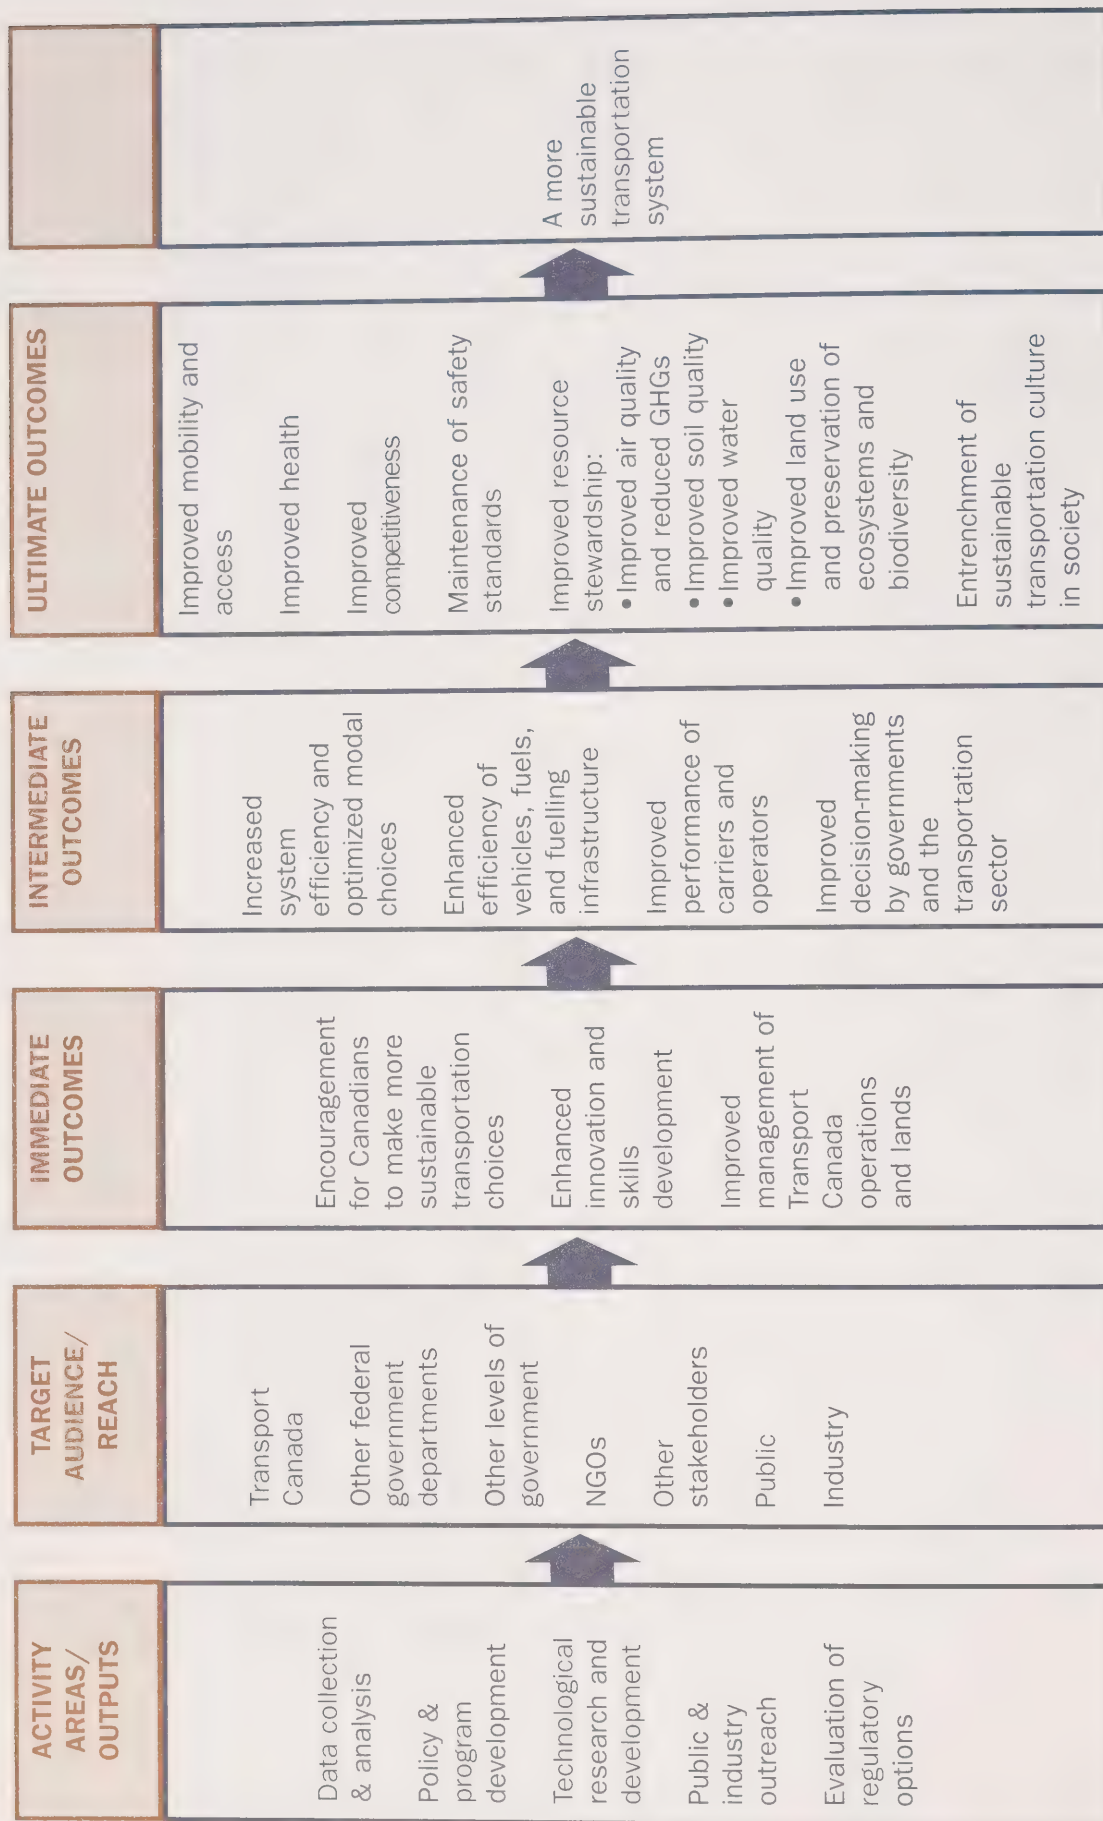 ACTIVITY
AREAS/
OUTPUTS
Data collection
& analysis
Policy &
program
development
Technological
research and
development
Public &
industry
outreach
Evaluation of
regulatory
options
TARGET
AUDIENCE/
REACH
Transport
Canada
Other federal
government
departments
Other levels of
government
NGOs
Other
stakeholders
Public
Industry
IMMEDIATE
OUTCOMES
Encouragement
for Canadians
to make more
sustainable
transportation
choices
Enhanced
innovation and
skills
development
Improved
management of
Transport
Canada
operations
and lands
INTERMEDIATE
OUTCOMES
Increased
system
efficiency and
optimized modal
choices
Enhanced
efficiency of
vehicles, fuels,
and fuelling
infrastructure
Improved
performance of
carriers and
operators
Improved
decision-making
by governments
and the
transportation
sector
ULTIMATE OUTCOMES
Improved mobility and
access
Improved health
Improved
competitiveness
Maintenance of safety
standards
Improved resource
stewardship:
• Improved air quality
and reduced GHGs
• Improved soil quality
• Improved water
quality
• Improved land use
and preservation of
ecosystems and
biodiversity
Entrenchment of
sustainable
transportation culture
in society
A more
sustainable
transportation
system